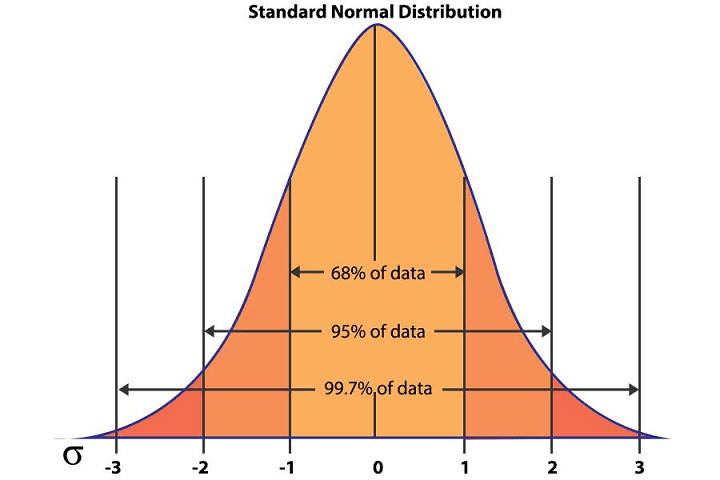 Standard Normal Distribution
68% of data
95% of data
99.7% of data
σ -3 -2 -1 0 1 2 3